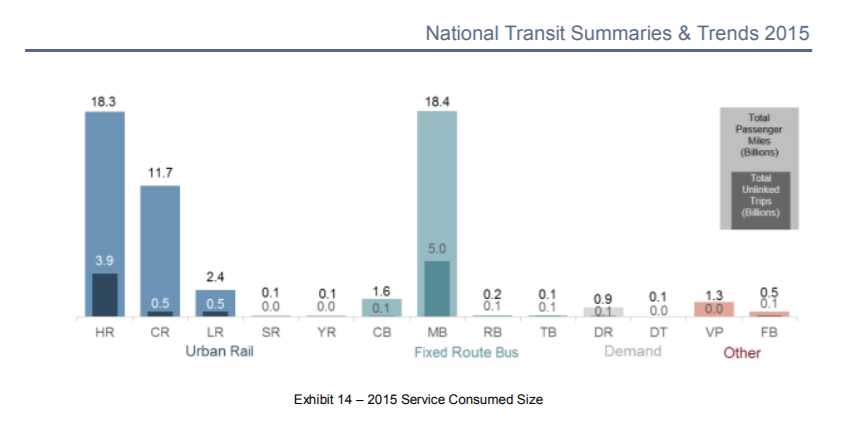 National Transit Summaries & Trends 2015
18.3
18.4
Total
Passenger
Miles
(Billions)
11.7
Total
Unlinked
Trips
(Billions)
5.0
3.9
2.4
0.1
0.1
1.6
0.2
0.1
0.9
0.1
1.3
0.5
0.5
0.5
0.0
0.0
0.1
0.1
0.1
0.1
0.0
0.0
0.1
HR CR LR SR YR CB MB RB TB DR DT VP FB
Urban Rail Fixed Route Bus Demand Other
Exhibit 14 – 2015 Service Consumed Size